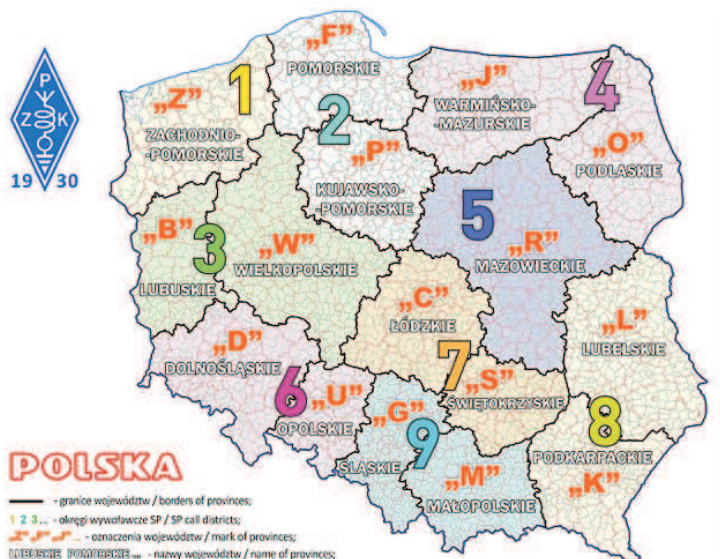 „F”
POMORSKIE
1
„Z”
ZACHODNIO-
-POMORSKIE
2
„J”
WARMIŃSKO-
-MAZURSKIE
4
P
Z K
19 30
„P”
KUJAWSKO-
-POMORSKIE
„O”
PODLASKIE
5
„B”
3
LUBUSKIE
„W”
WIELKOPOLSKIE
„R”
MAZOWIECKIE
„C”
ŁÓDZKIE
„L”
LUBELSKIE
„D”
DOLNOŚLĄSKIE
7
6
„U”
OPOLSKIE
„S”
ŚWIĘTOKRZYSKIE
„G”
ŚLĄSKIE
9
8
„M”
MAŁOPOLSKIE
PODKARPACKIE
„K”
POLSKA
- granice województw / borders of provinces;
1 2 3... - okręgi wywoławcze SP / SP call districts;
„Z” „F” „J”... - oznaczenia województw / mark of provinces;
LUBUSKIE POMORSKIE ... - nazwy województw / name of provinces;